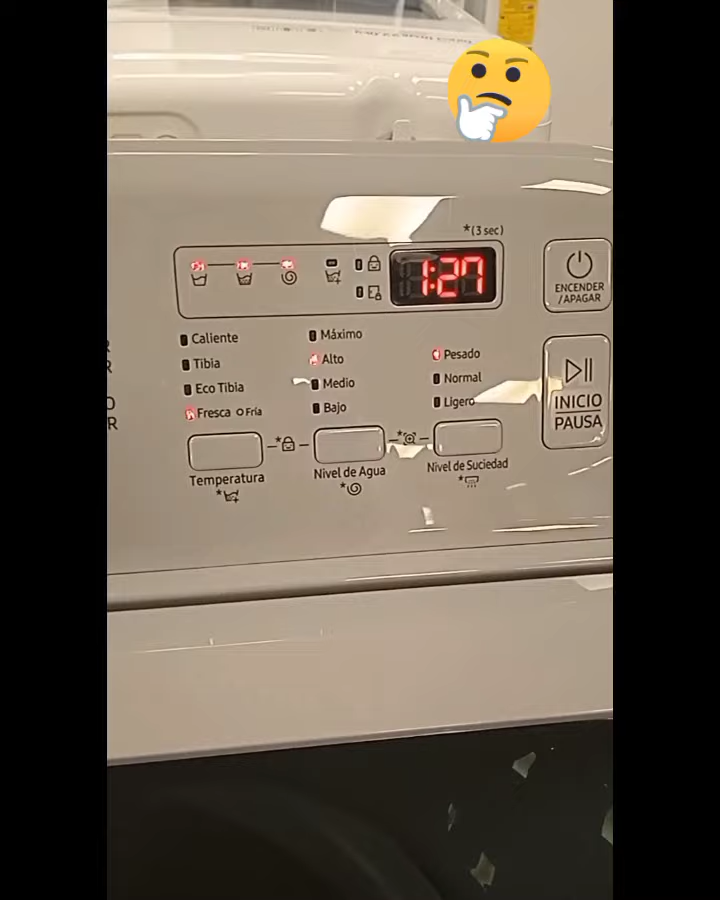 *(3 sec)
1:27
ENCENDER
/APAGAR
Caliente
Tibia
Eco Tibia
Fresca Fría
Máximo
Alto
Medio
Bajo
Pesado
Normal
Ligero
INICIO
PAUSA
Temperatura
*
Nivel de Agua
*
Nivel de Suciedad
*
R
O
R